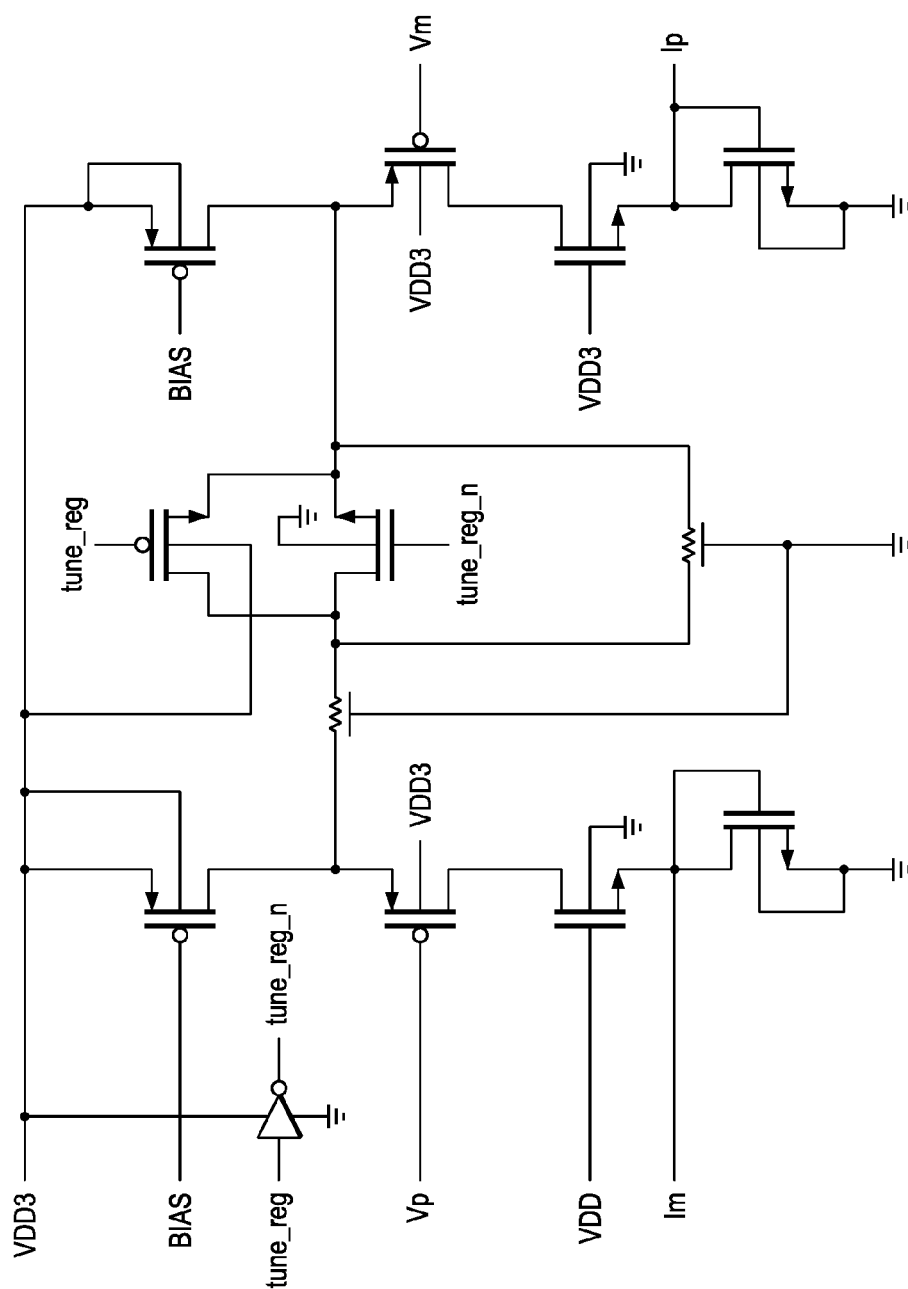 VDD3
BIAS
tune_reg
tune_reg_n
Vp
VDD3
VDD
Im
tune_reg
tune_reg_n
BIAS
Vm
VDD3
VDD3
Ip